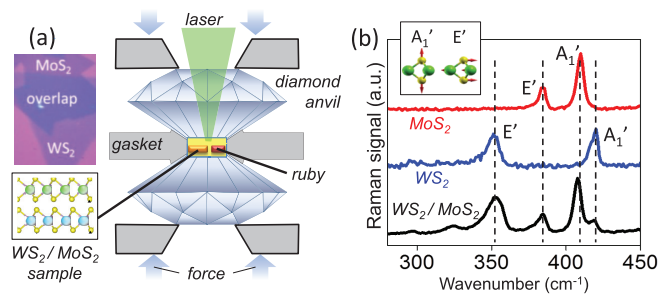 (a)
MoS2
overlap
WS2
WS2 / MoS2
sample
laser
diamond
anvil
gasket
ruby
force
(b)
A1’ E’
A1’
E’
MoS2
E’
A1’
WS2
WS2 / MoS2
Raman signal (a.u.)
300 350 400 450
Wavenumber (cm-1)